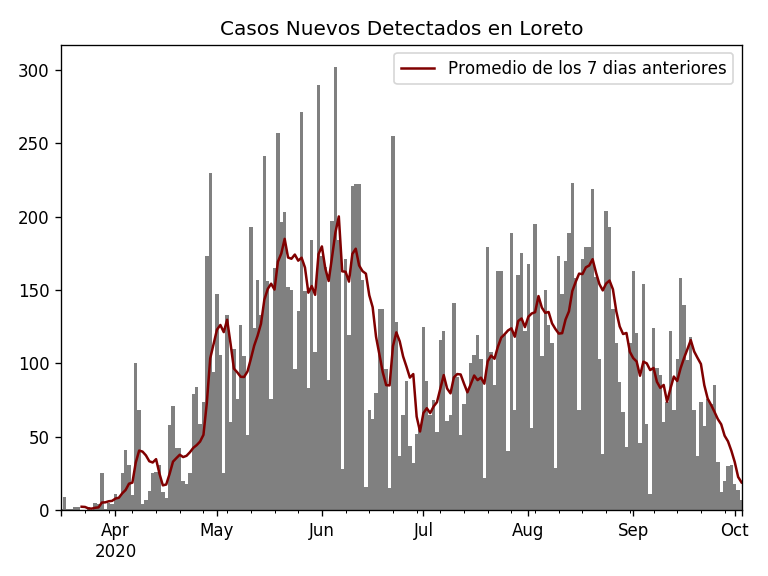 Casos Nuevos Detectados en Loreto
Promedio de los 7 dias anteriores
300
250
200
150
100
50
0
Apr May Jun Jul Aug Sep Oct
2020